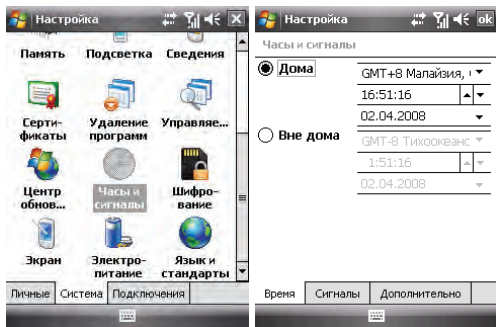 Настройка
Память Подсветка Сведения
Серти-
фикаты
Удаление
программ
Управляе...
Центр
обнов...
Часы и
сигналы
Шифро-
вание
Экран
Электро-
питание
Язык и
стандарты
Личные Система Подключения
Настройка ok
Часы и сигналы
Дома
GMT+8 Малайзия,
16:51:16
02.04.2008
Вне дома
GMT-8 Тихоокеанс
1:51:16
02.04.2008
Время Сигналы Дополнительно